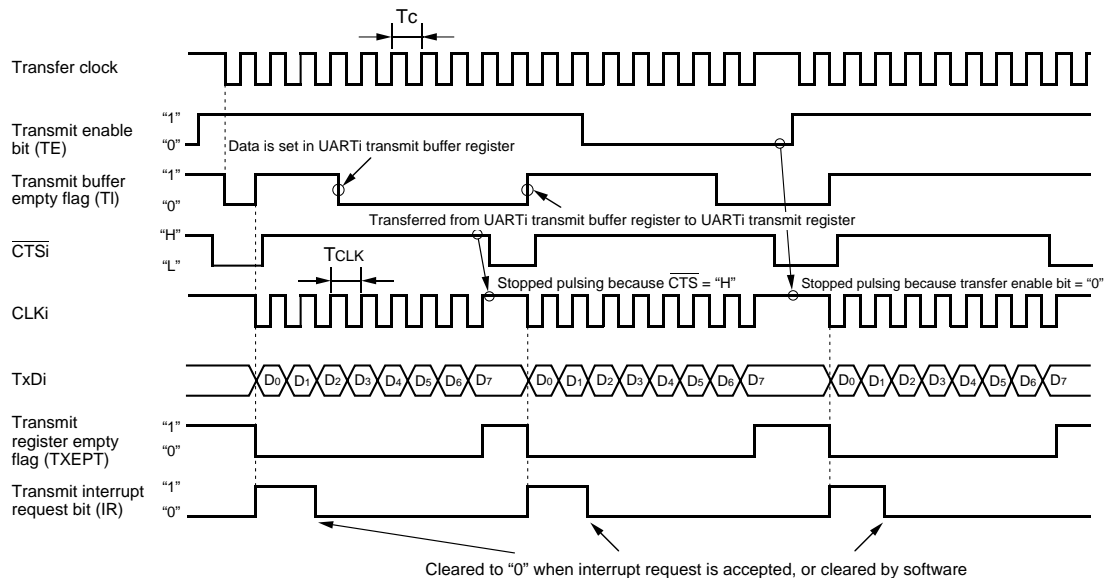 Tc
Transfer clock
Transmit enable
bit (TE)
“1”
“0”
Data is set in UARTi transmit buffer register
Transmit buffer
empty flag (TI)
“1”
“0”
Transferred from UARTi transmit buffer register to UARTi transmit register
CTSi
“H”
“L”
TCLK
Stopped pulsing because CTS = “H”
Stopped pulsing because transfer enable bit = “0”
CLKi
TxDi
D0 D1 D2 D3 D4 D5 D6 D7 D0 D1 D2 D3 D4 D5 D6 D7 D0 D1 D2 D3 D4 D5 D6 D7
Transmit
register empty
flag (TXEPT)
“1”
“0”
Transmit interrupt
request bit (IR)
“1”
“0”
Cleared to “0” when interrupt request is accepted, or cleared by software